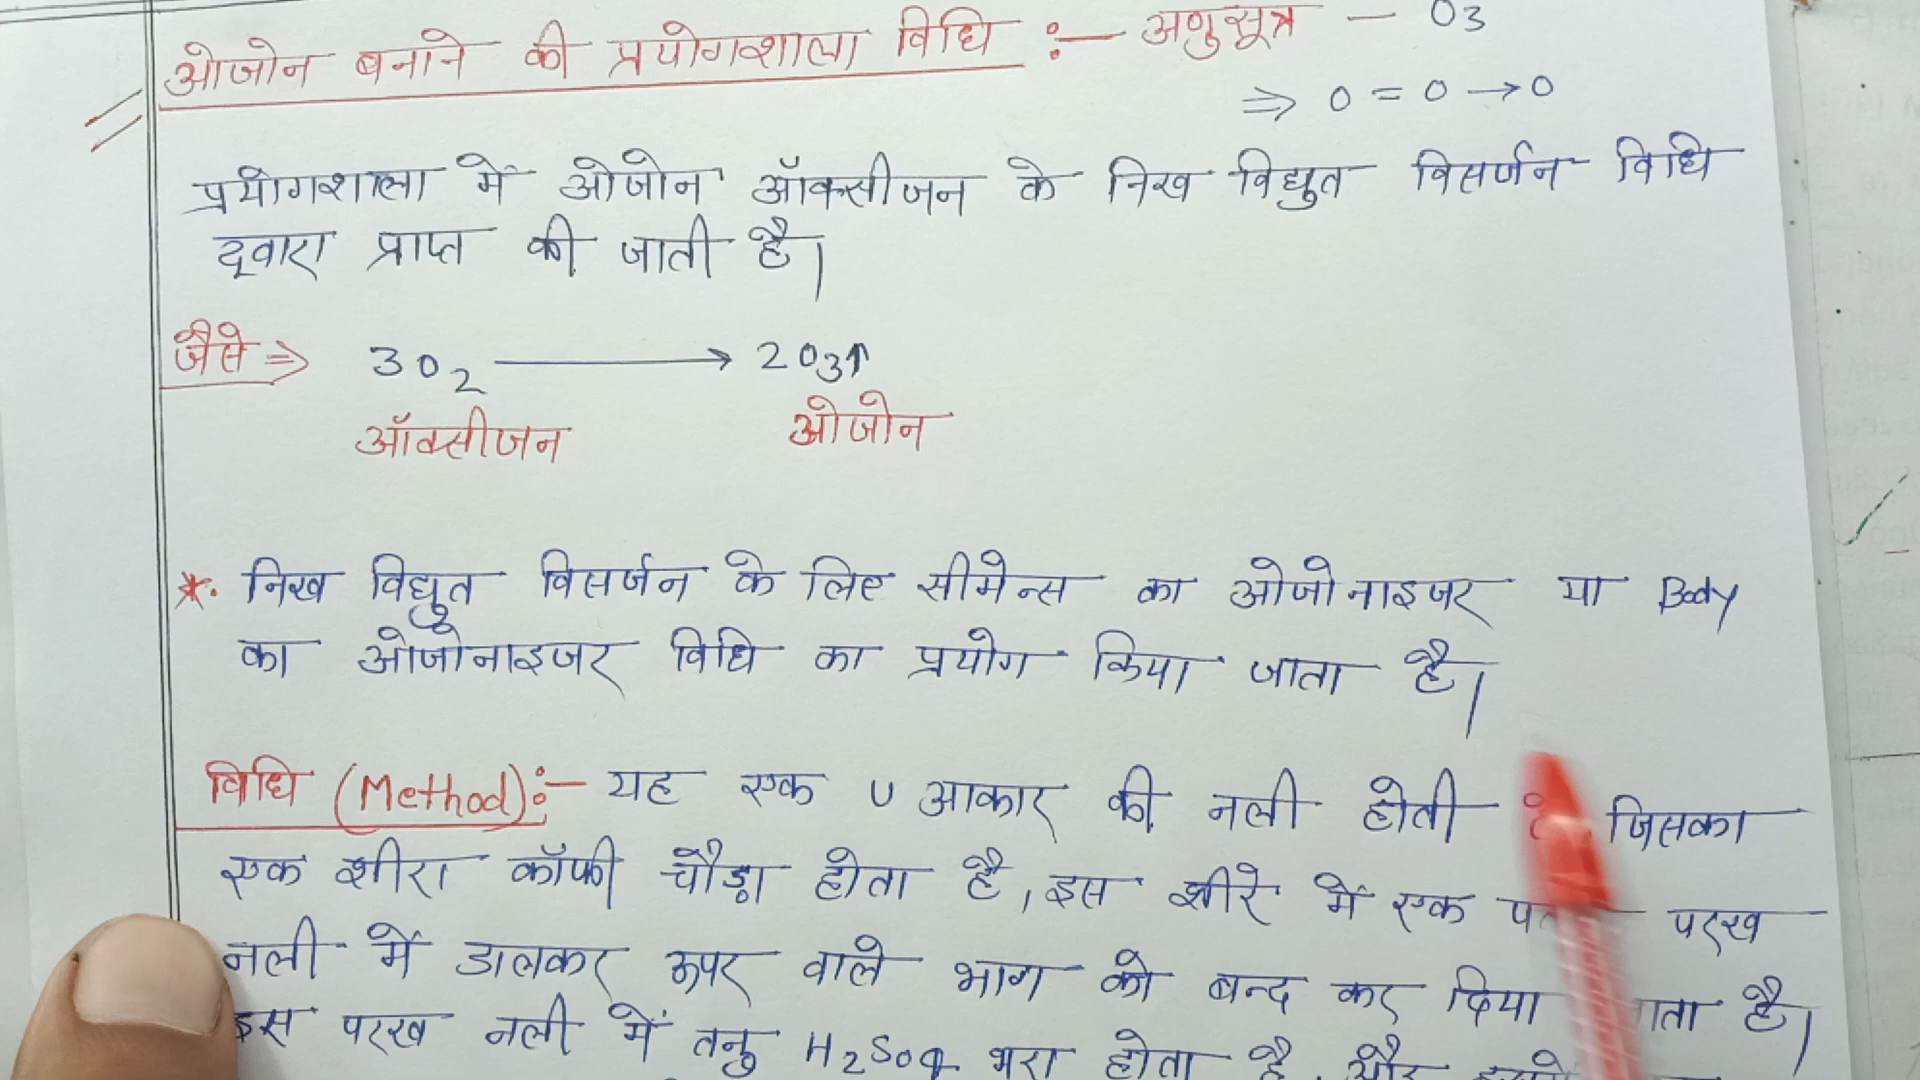 ओजोन बनाने की प्रयोगशाला विधि :— अणुसूत्र — O3
⇒ O = O → O
प्रयोगशाला में ओजोन ऑक्सीजन के निरव विद्युत विसर्जन विधि
द्वारा प्राप्त की जाती है।
जैसे ⇒ 3O2 ⟶ 2O3↑
ऑक्सीजन ओजोन
*. निरव विद्युत विसर्जन के लिए सीमेन्स का ओजोनाइजर या Body
का ओजोनाइजर विधि का प्रयोग किया जाता है।
विधि (Method):— यह एक U आकार की नली होती जिसका
एक शीरा कॉफी चौड़ा होता है, इस शीरे में एक परख
नली में डालकर ऊपर वाले भाग को बन्द कर दिया है।
इस परख नली में तनु H2SO4 भरा होता है, और